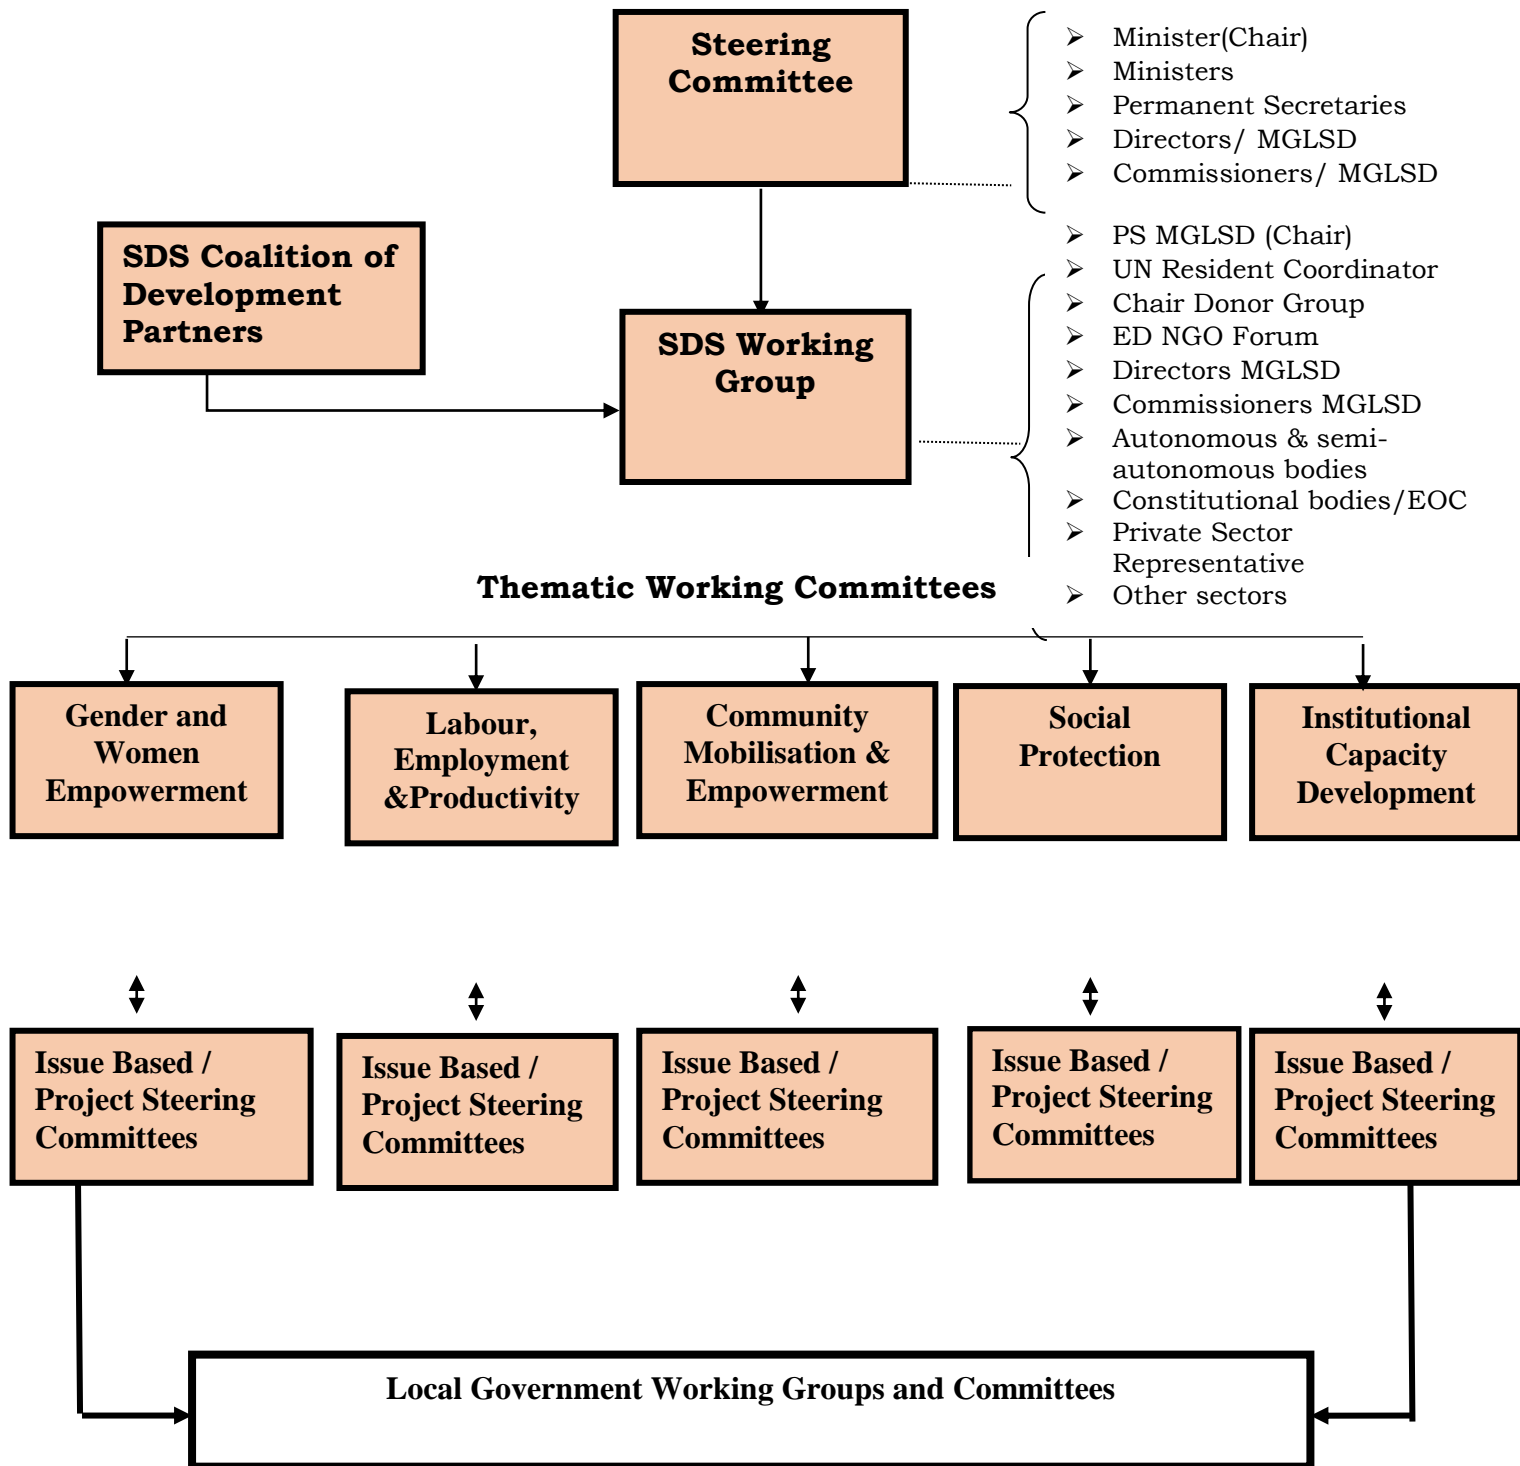 Steering
Committee
➢ Minister(Chair)
➢ Ministers
➢ Permanent Secretaries
➢ Directors/ MGLSD
➢ Commissioners/ MGLSD
SDS Coalition of
Development
Partners
SDS Working
Group
➢ PS MGLSD (Chair)
➢ UN Resident Coordinator
➢ Chair Donor Group
➢ ED NGO Forum
➢ Directors MGLSD
➢ Commissioners MGLSD
➢ Autonomous & semi-
autonomous bodies
➢ Constitutional bodies/EOC
➢ Private Sector
Representative
➢ Other sectors
Thematic Working Committees
Gender and
Women
Empowerment
Labour,
Employment
&Productivity
Community
Mobilisation &
Empowerment
Social
Protection
Institutional
Capacity
Development
Issue Based /
Project Steering
Committees
Issue Based /
Project Steering
Committees
Issue Based /
Project Steering
Committees
Issue Based /
Project Steering
Committees
Issue Based /
Project Steering
Committees
Local Government Working Groups and Committees